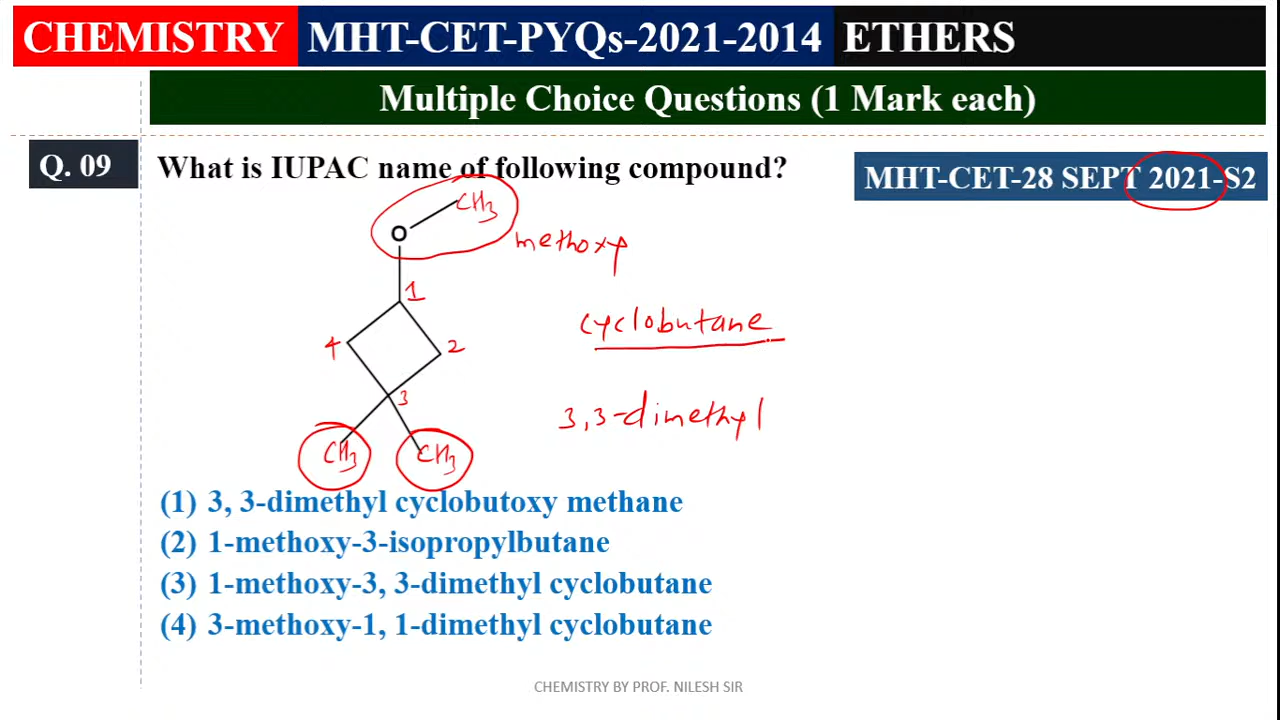 CHEMISTRY MHT-CET-PYQs-2021-2014 ETHERS
Multiple Choice Questions (1 Mark each)
Q. 09 What is IUPAC name of following compound? MHT-CET-28 SEPT 2021-S2
CH3
O
methoxy
1
cyclobutane
4 2
3
3,3-dimethyl
CH3 CH3
(1) 3, 3-dimethyl cyclobutoxy methane
(2) 1-methoxy-3-isopropylbutane
(3) 1-methoxy-3, 3-dimethyl cyclobutane
(4) 3-methoxy-1, 1-dimethyl cyclobutane
CHEMISTRY BY PROF. NILESH SIR